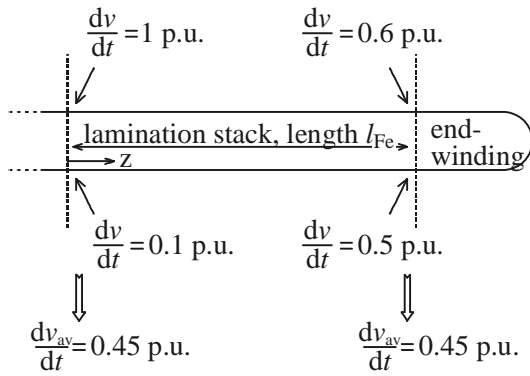 dv/dt = 1 p.u.
dv/dt = 0.6 p.u.
lamination stack, length l_Fe
end-
winding
z
dv/dt = 0.1 p.u.
dv/dt = 0.5 p.u.
dv_av/dt = 0.45 p.u.
dv_av/dt = 0.45 p.u.